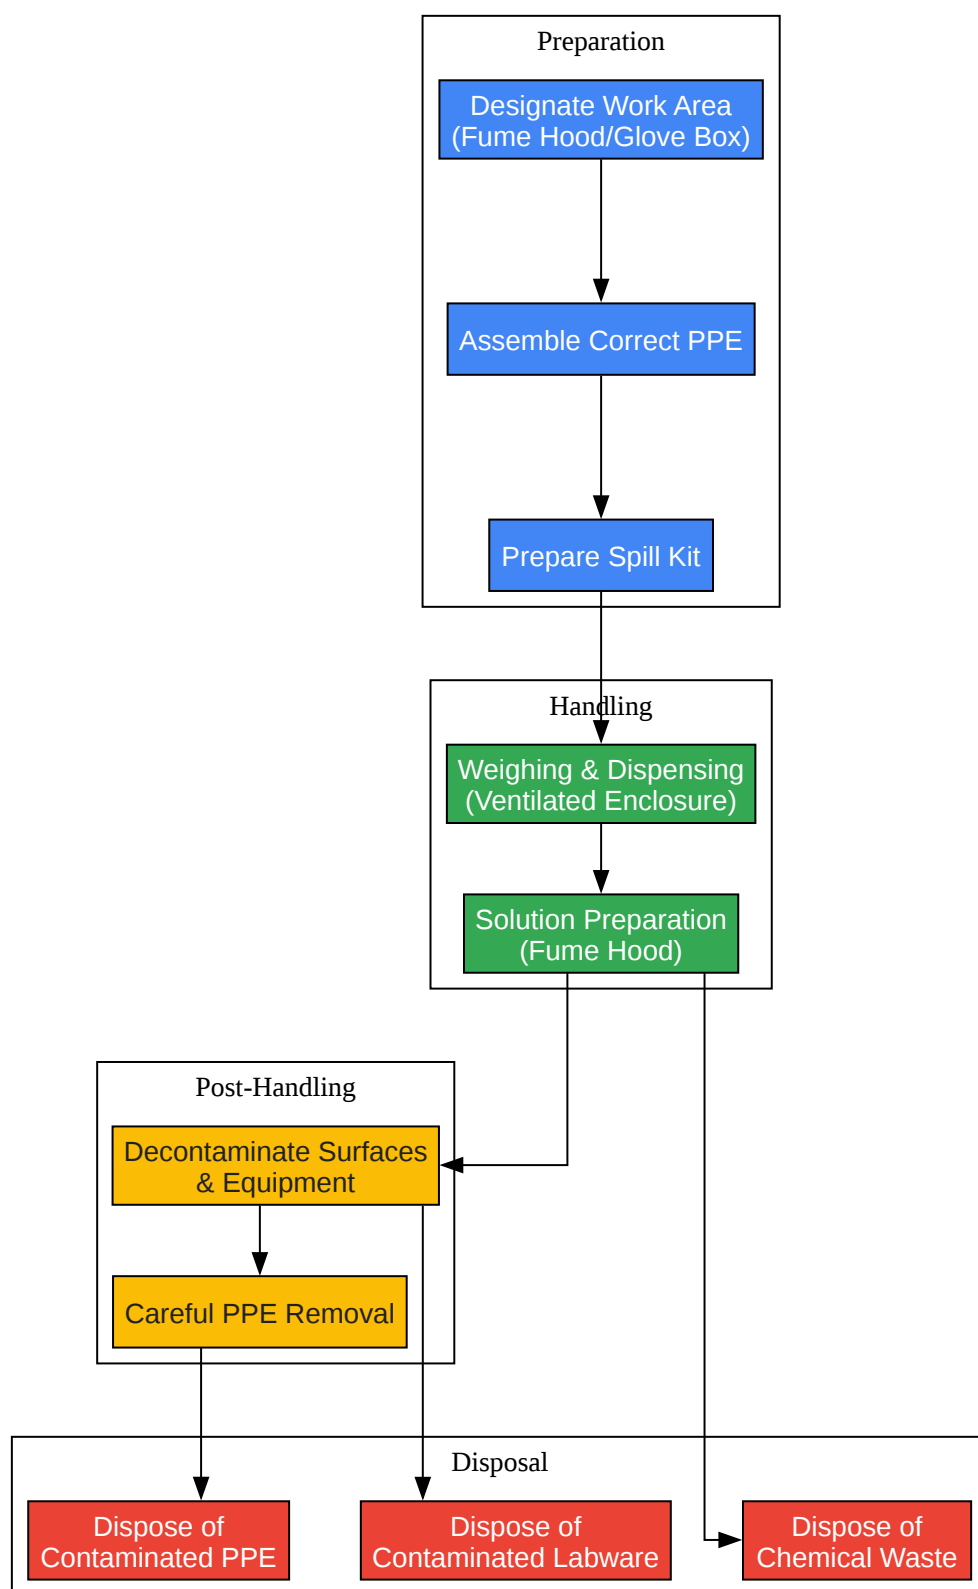 Preparation
Designate Work Area
(Fume Hood/Glove Box)
Assemble Correct PPE
Prepare Spill Kit
Handling
Weighing & Dispensing
(Ventilated Enclosure)
Solution Preparation
(Fume Hood)
Post-Handling
Decontaminate Surfaces
& Equipment
Careful PPE Removal
Disposal
Dispose of
Contaminated PPE
Dispose of
Contaminated Labware
Dispose of
Chemical Waste